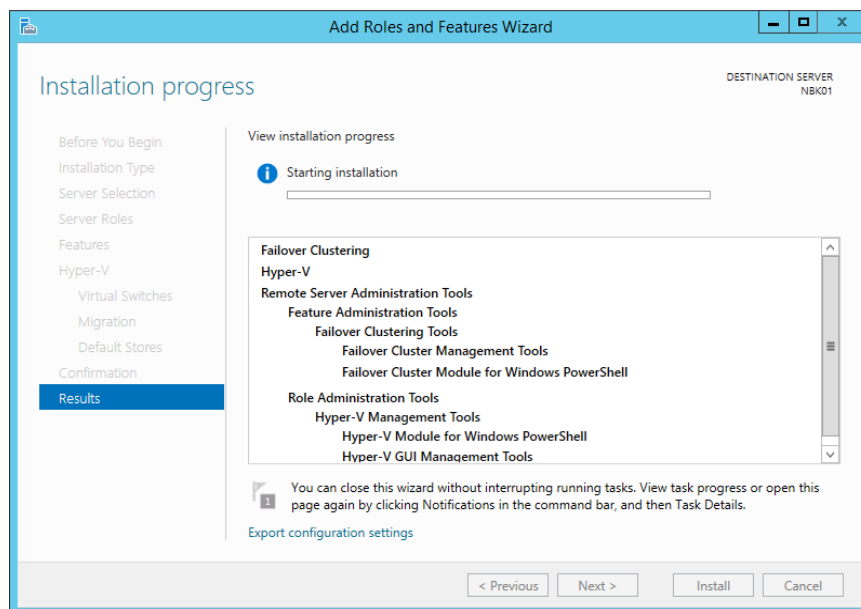 Add Roles and Features Wizard
Installation progress
DESTINATION SERVER
NBK01
Before You Begin
Installation Type
Server Selection
Server Roles
Features
Hyper-V
Virtual Switches
Migration
Default Stores
Confirmation
Results
View installation progress
Starting installation
Failover Clustering
Hyper-V
Remote Server Administration Tools
Feature Administration Tools
Failover Clustering Tools
Failover Cluster Management Tools
Failover Cluster Module for Windows PowerShell
Role Administration Tools
Hyper-V Management Tools
Hyper-V Module for Windows PowerShell
Hyper-V GUI Management Tools
1
You can close this wizard without interrupting running tasks. View task progress or open this
page again by clicking Notifications in the command bar, and then Task Details.
Export configuration settings
< Previous
Next >
Install
Cancel